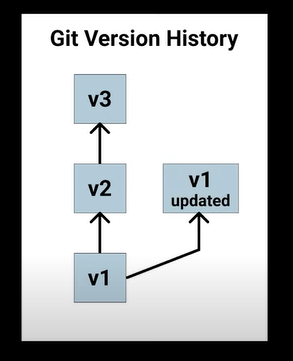 Git Version History
v3
v2
v1
updated
v1